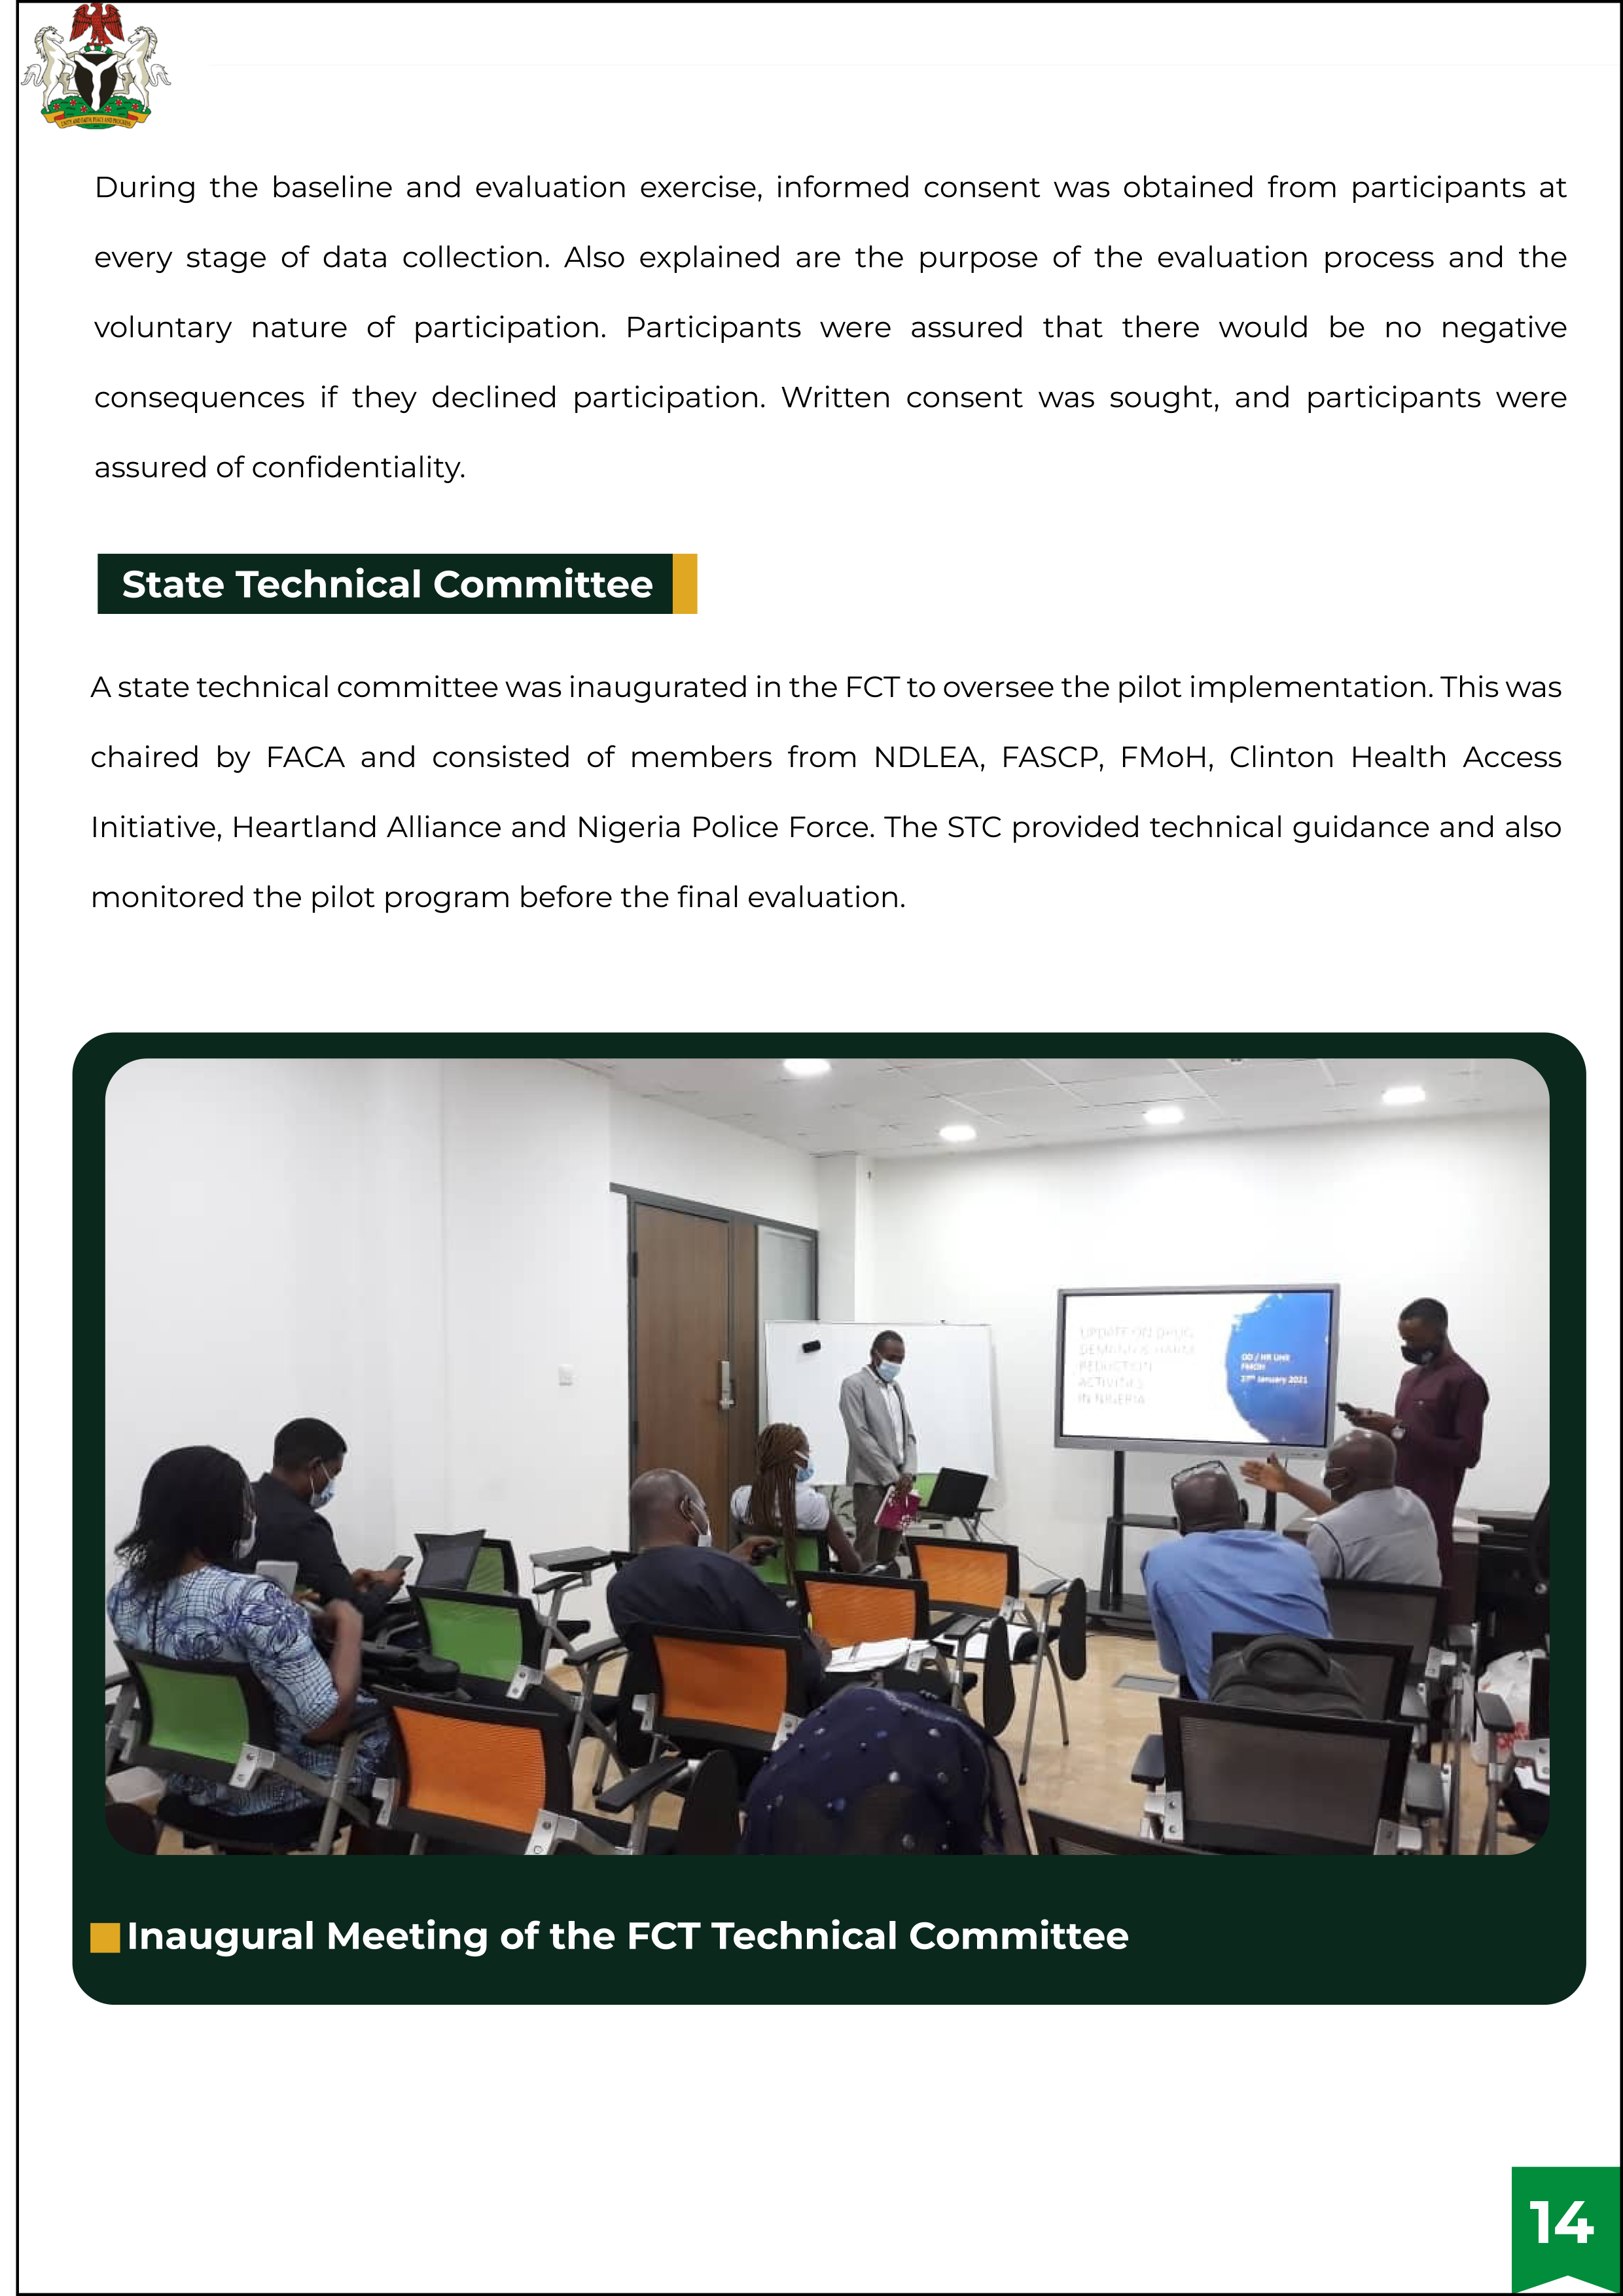 During the baseline and evaluation exercise, informed consent was obtained from participants at
every stage of data collection. Also explained are the purpose of the evaluation process and the
voluntary nature of participation. Participants were assured that there would be no negative
consequences if they declined participation. Written consent was sought, and participants were
assured of confidentiality.
State Technical Committee
A state technical committee was inaugurated in the FCT to oversee the pilot implementation. This was
chaired by FACA and consisted of members from NDLEA, FASCP, FMoH, Clinton Health Access
Initiative, Heartland Alliance and Nigeria Police Force. The STC provided technical guidance and also
monitored the pilot program before the final evaluation.
UPDATE ON DRUG
DEMAND & HARM
REDUCTION
ACTIVITIES
IN NIGERIA
/ HR Unit
FMOH
27th January 2021
Inaugural Meeting of the FCT Technical Committee
14